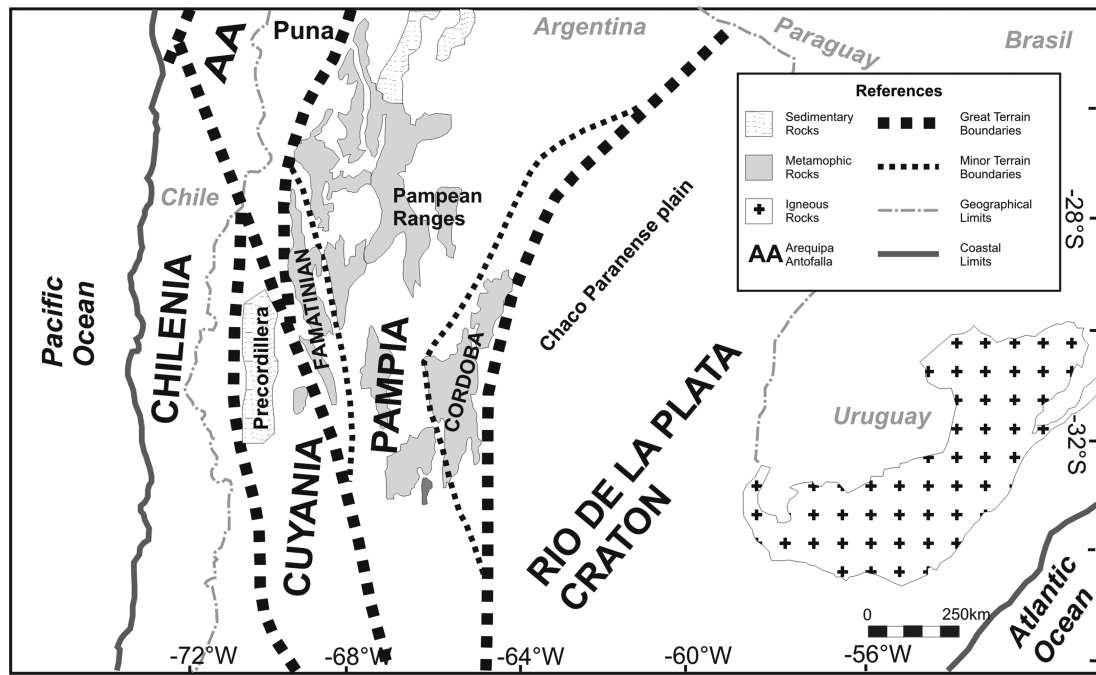 AA
Puna
Argentina
Paraguay
Brasil
References
Sedimentary
Rocks
Great Terrain
Boundaries
Metamophic
Rocks
Minor Terrain
Boundaries
Igneous
Rocks
Geographical
Limits
AA
Arequipa
Antofalla
Coastal
Limits
Chile
Pampean
Ranges
Chaco Paranense plain
-28°S
Pacific
Ocean
CHILENIA
Precordillera
FAMATINIAN
PAMPIA
CORDOBA
CUYANIA
RIO DE LA PLATA
CRATON
Uruguay
-32°S
Atlantic
Ocean
0 250km
-72°W
-68°W
-64°W
-60°W
-56°W